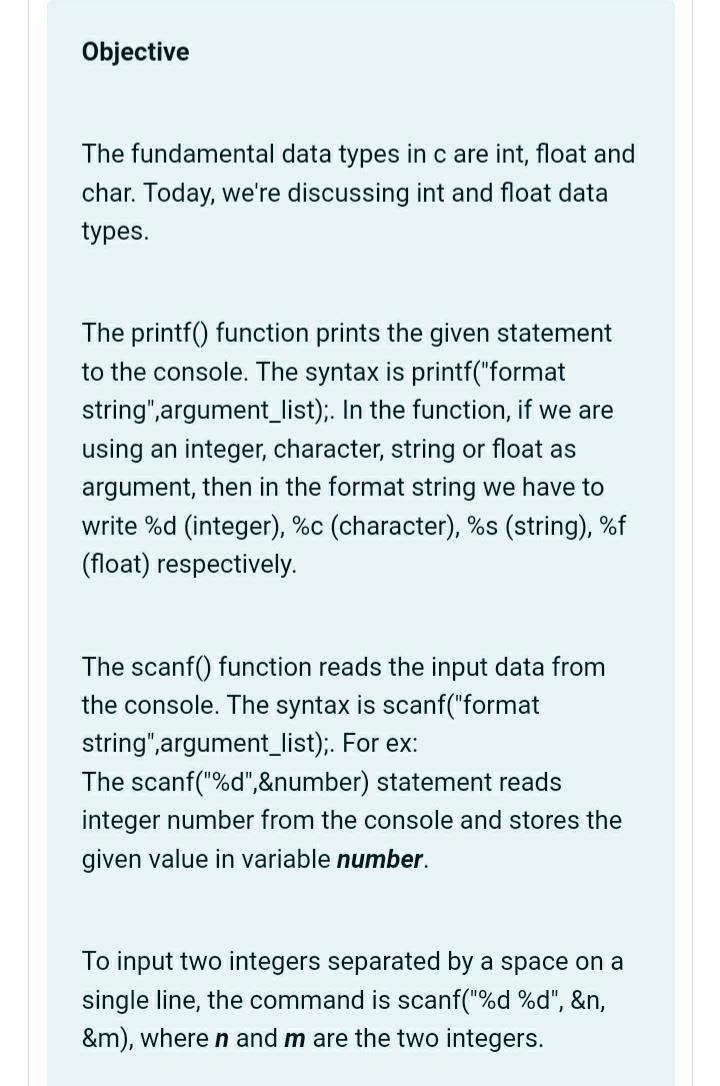 Objective
The fundamental data types in c are int, float and
char. Today, we're discussing int and float data
types.
The printf() function prints the given statement
to the console. The syntax is printf("format
string",argument_list);. In the function, if we are
using an integer, character, string or float as
argument, then in the format string we have to
write %d (integer), %c (character), %s (string), %f
(float) respectively.
The scanf() function reads the input data from
the console. The syntax is scanf("format
string",argument_list);. For ex:
The scanf("%d",&number) statement reads
integer number from the console and stores the
given value in variable number.
To input two integers separated by a space on a
single line, the command is scanf("%d %d", &n,
&m), where n and m are the two integers.